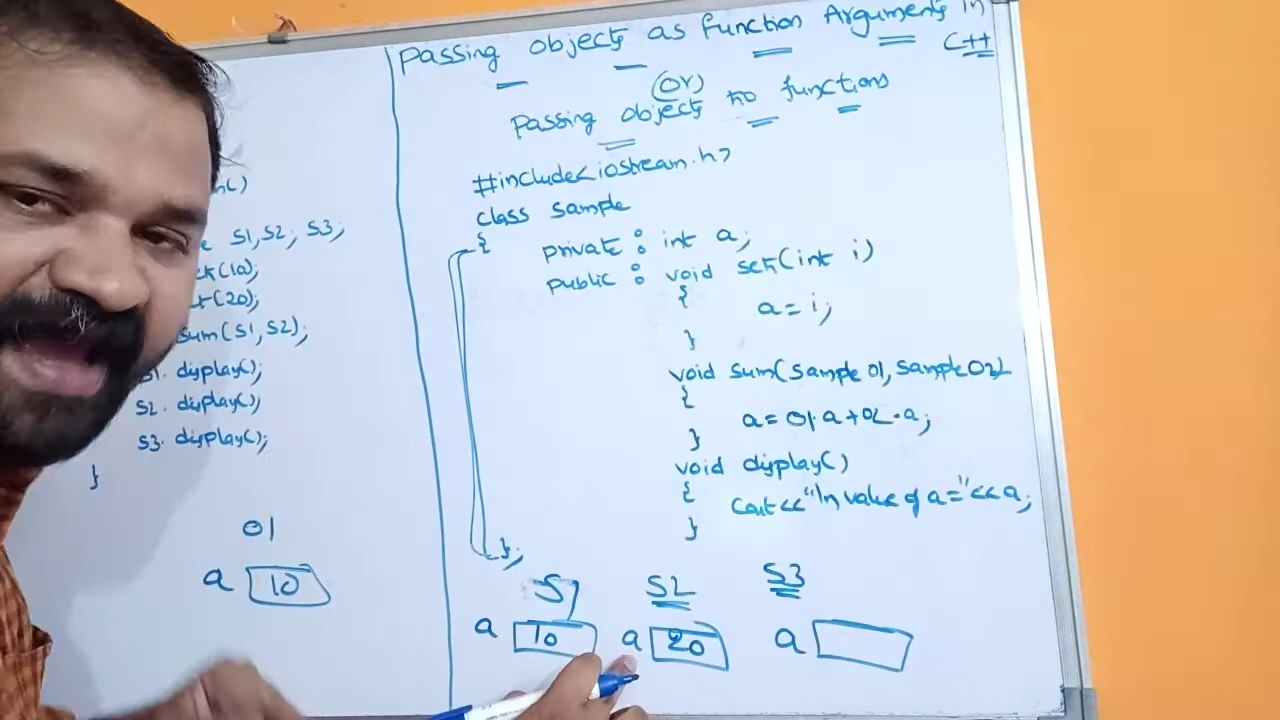 Passing objects as function Arguments in
C++
(or)
Passing objects to functions
#include<iostream.h>
class sample
{
private : int a;
public : void set(int i)
{
a=i;
}
void sum(sample o1, sample o2)
{
a=o1.a+o2.a;
}
void display()
{
cout<<"\n value of a="<<a;
}
};
S1 S2 S3
a 10 a 20 a
S1,S2; S3;
(10);
(20);
sum(S1,S2);
S1. display();
S2. display();
S3. display();
}
o1
a 10